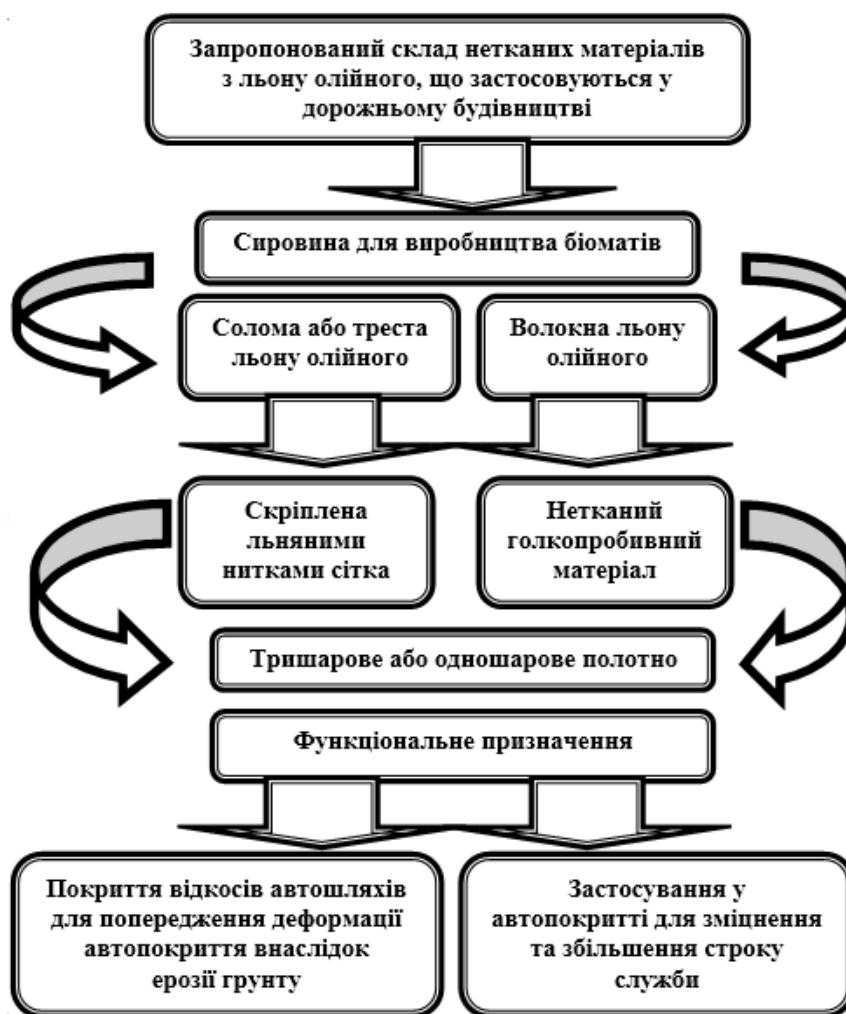 Запропонований склад нетканих матеріалів
з льону олійного, що застосовуються у
дорожньому будівництві
Сировина для виробництва біоматів
Солома або треста
льону олійного
Волокна льону
олійного
Скріплена
льняними
нитками сітка
Нетканий
голкопробивний
матеріал
Тришарове або одношарове полотно
Функціональне призначення
Покриття відкосів автошляхів
для попередження деформації
автопокриття внаслідок
ерозії грунту
Застосування у
автопокритті для зміцнення
та збільшення строку
служби